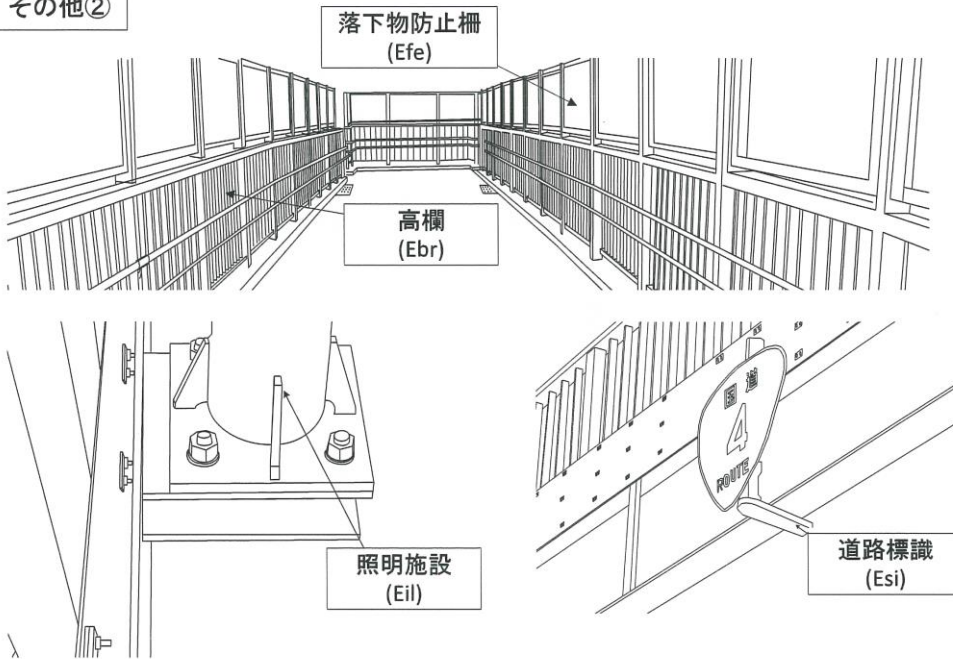 その他②
落下物防止柵
(Efe)
高欄
(Ebr)
照明施設
(Eil)
国道
4
ROUTE
道路標識
(Esi)